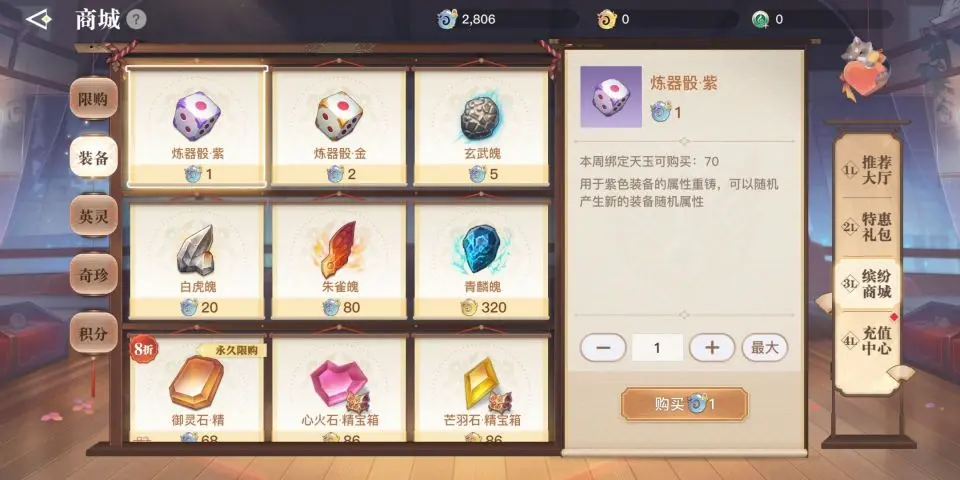 商城
?
2,806
0
0
限购
装备
英灵
奇珍
积分
炼器骰·紫
1
炼器骰·金
2
玄武魄
5
白虎魄
20
朱雀魄
80
青麟魄
320
8折
永久限购
御灵石·精
68
心火石·精宝箱
86
芒羽石·精宝箱
86
炼器骰·紫
1
本周绑定天玉可购买：70
用于紫色装备的属性重铸，可以随机
产生新的装备随机属性
1
最大
购买 1
1L 推荐
大厅
2L 特惠
礼包
3L 缤纷
商城
4L 充值
中心